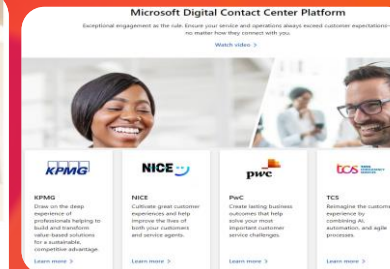 Microsoft Digital Contact Center Platform
Exceptional engagement as the rule. Ensure your service and operations always exceed customer expectations—
no matter how they connect with you.
Watch video >
KPMG
NICE
pwc
tcs
KPMG
Draw on the deep
experience of
professionals helping to
build and transform
value-based solutions
for a sustainable,
competitive advantage.
Learn more >
NICE
Cultivate great customer
experiences and help
improve the lives of
both your customers
and service agents.
Learn more >
PwC
Create lasting business
outcomes that help
solve your most
important customer
service challenges.
Learn more >
TCS
Reimagine the customer
experience by
combining AI,
automation, and agile
processes.
Learn more >